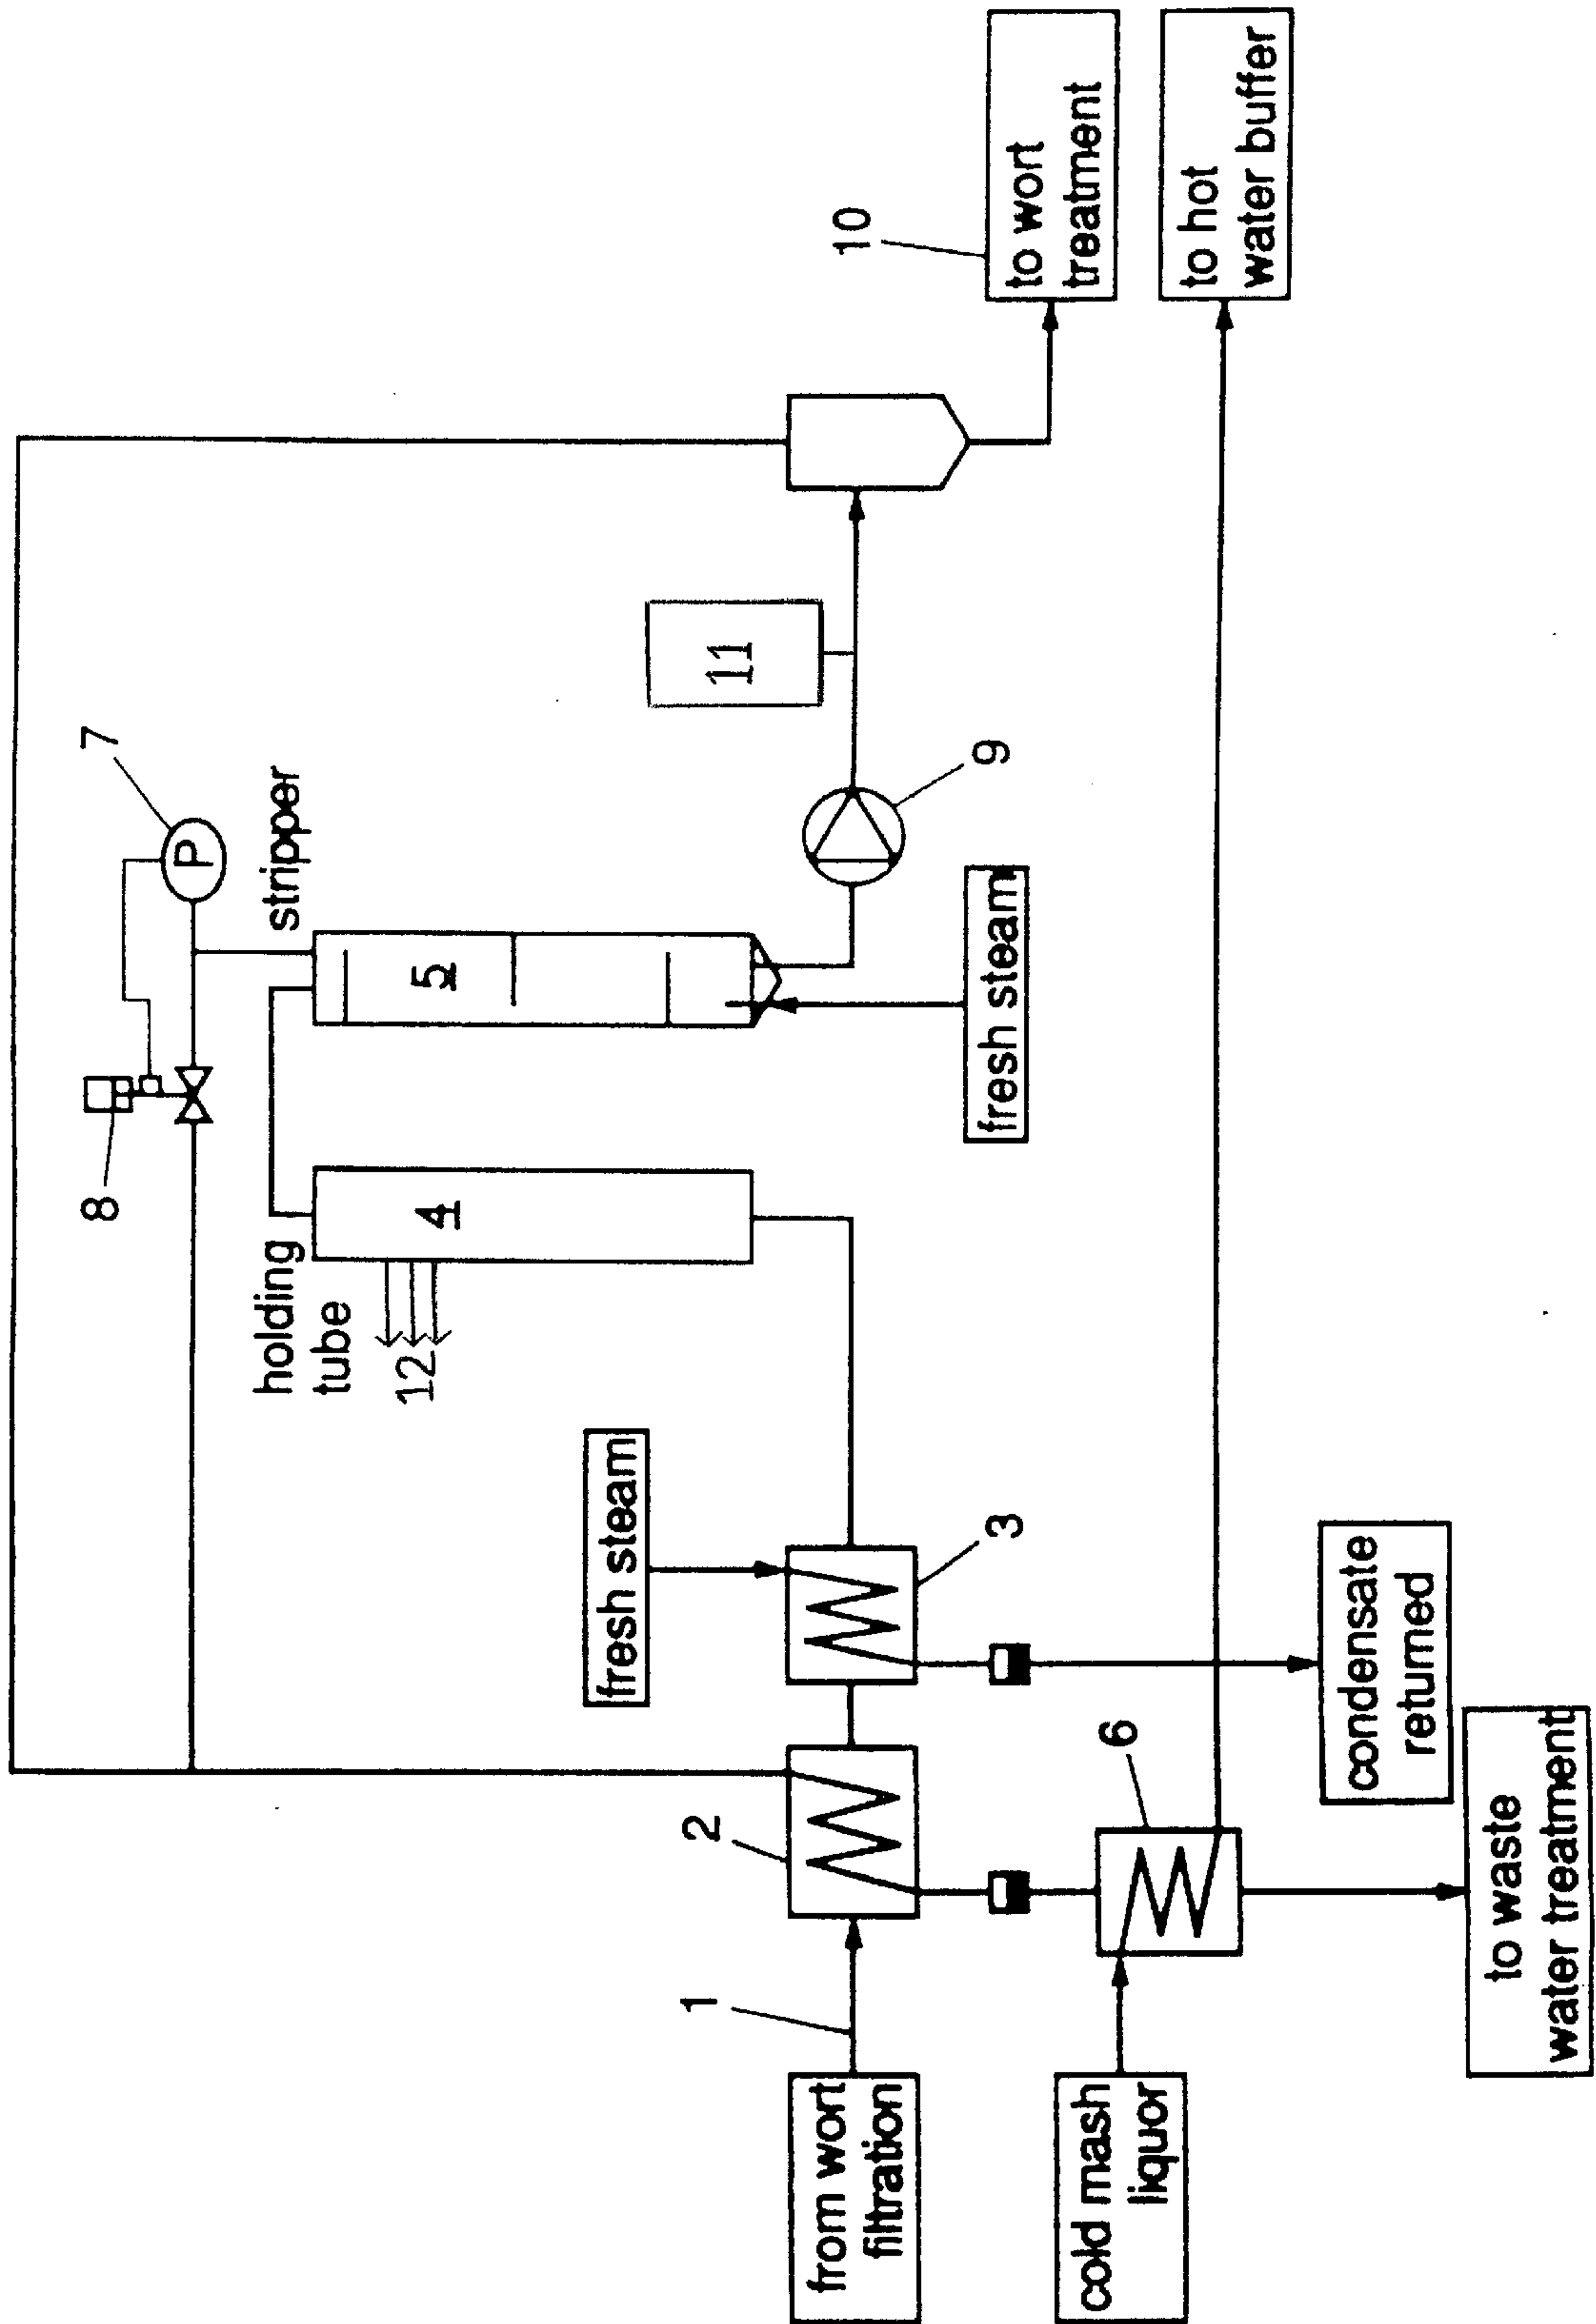 7
8
stripper
5
holding
tube
4
12
11
10
to wort
treatment
to hot
water buffer
9
fresh steam
fresh steam
3
2
1
from wort
filtration
6
cold mash
liquor
condensate
returned
to waste
water treatment
P